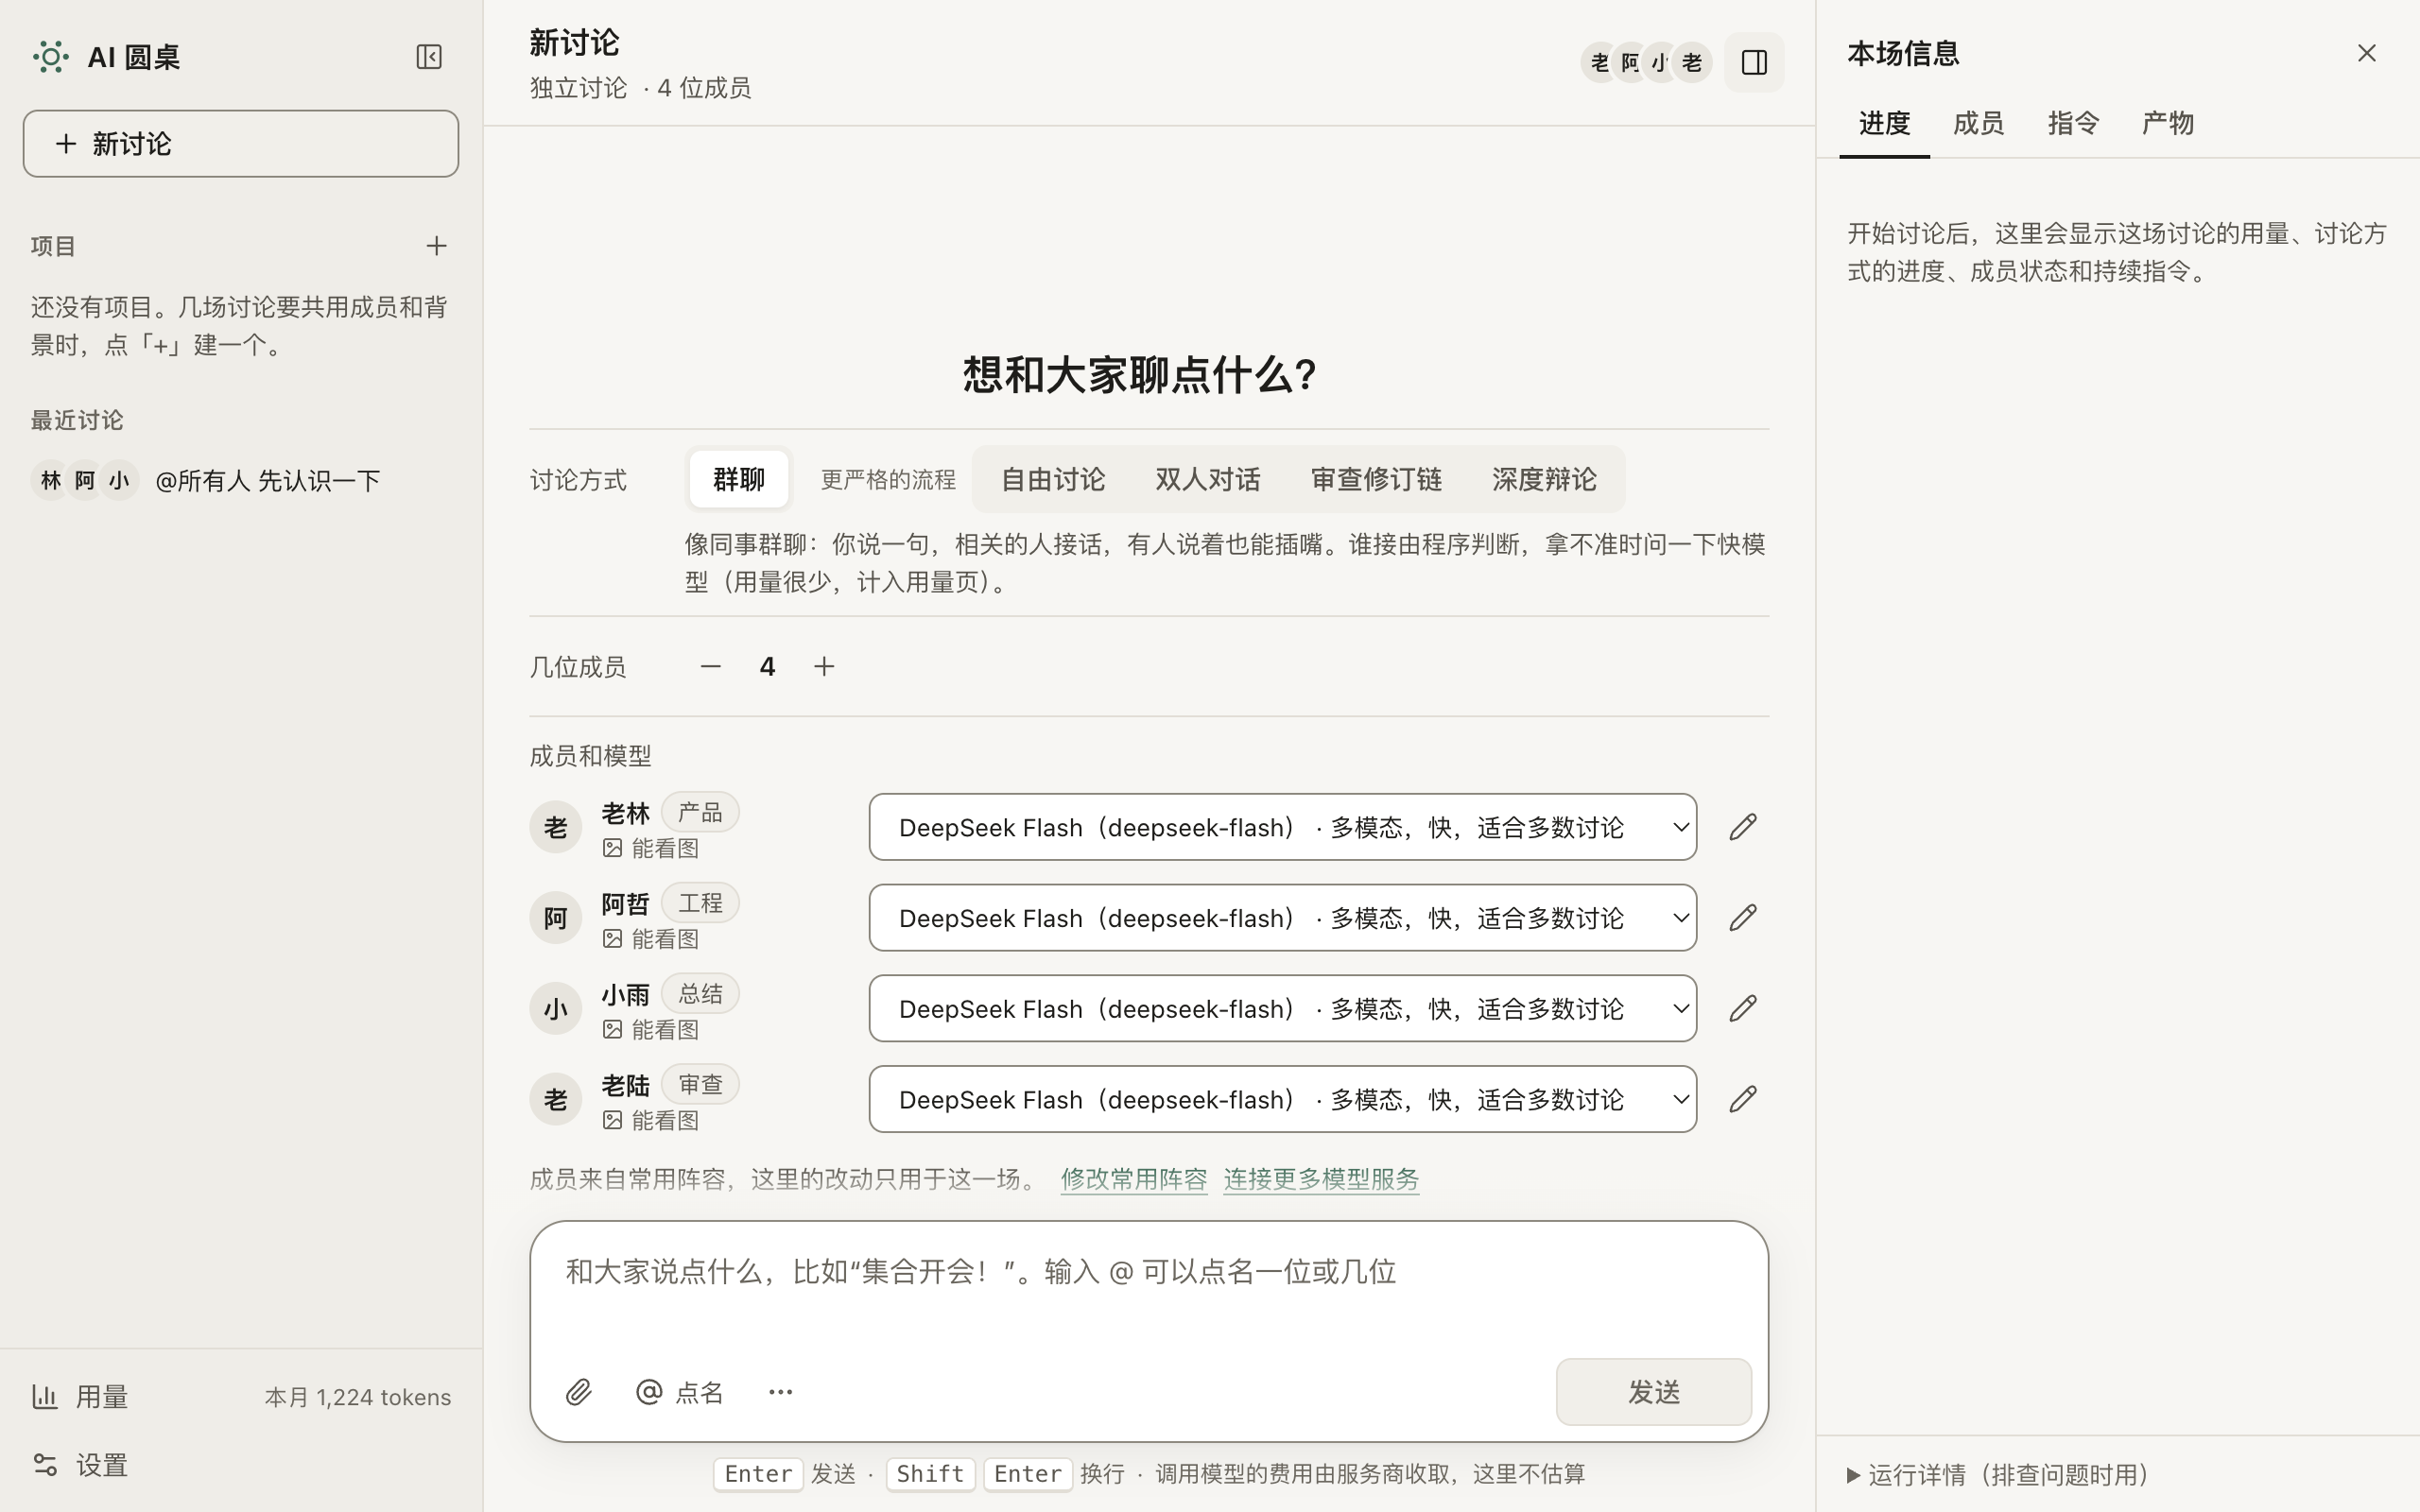 AI 圆桌
新讨论
项目
还没有项目。几场讨论要共用成员和背
景时，点「+」建一个。
最近讨论
林 阿 小 @所有人 先认识一下
用量 本月 1,224 tokens
设置
新讨论
独立讨论 · 4 位成员
老 阿 小 老
想和大家聊点什么?
讨论方式 群聊 更严格的流程 自由讨论 双人对话 审查修订链 深度辩论
像同事群聊：你说一句，相关的人接话，有人说着也能插嘴。谁接由程序判断，拿不准时问一下快模
型（用量很少，计入用量页）。
几位成员 4
成员和模型
老 老林 产品
能看图
DeepSeek Flash（deepseek-flash） · 多模态，快，适合多数讨论
阿 阿哲 工程
能看图
DeepSeek Flash（deepseek-flash） · 多模态，快，适合多数讨论
小 小雨 总结
能看图
DeepSeek Flash（deepseek-flash） · 多模态，快，适合多数讨论
老 老陆 审查
能看图
DeepSeek Flash（deepseek-flash） · 多模态，快，适合多数讨论
成员来自常用阵容，这里的改动只用于这一场。 修改常用阵容 连接更多模型服务
和大家说点什么，比如“集合开会！”。输入 @ 可以点名一位或几位
点名 ··· 发送
Enter 发送 · Shift Enter 换行 · 调用模型的费用由服务商收取，这里不估算
本场信息
进度 成员 指令 产物
开始讨论后，这里会显示这场讨论的用量、讨论方
式的进度、成员状态和持续指令。
运行详情（排查问题时用）